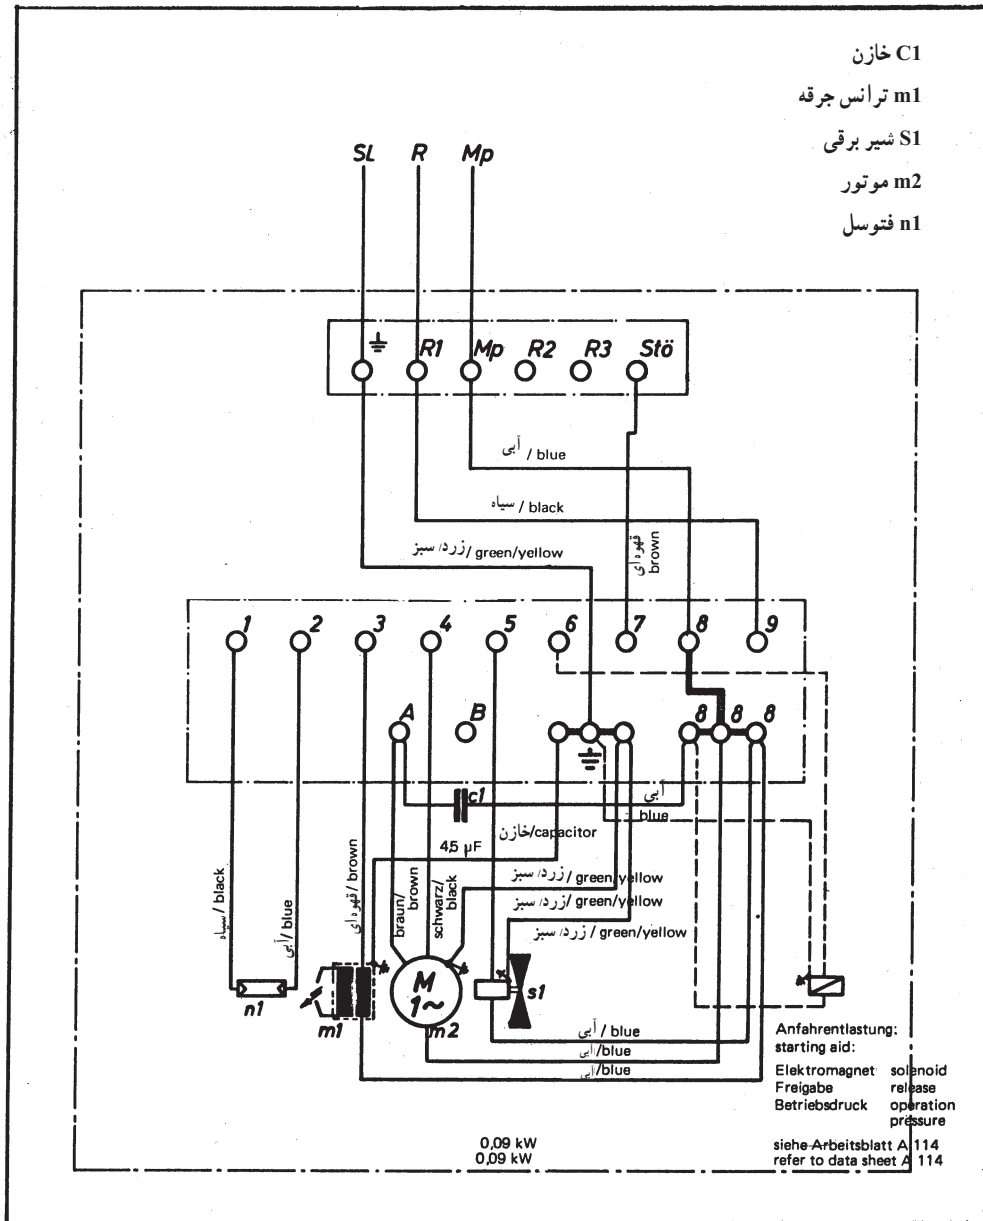 C1 خازن
m1 ترانس جرقه
S1 شیر برقی
m2 موتور
n1 فتوسل
SL R Mp
R1 Mp R2 R3 Stö
آبی / blue
سیاه / black
زرد/ سبز / green/yellow
قهوه‌ای
brown
1 2 3 4 5 6 7 8 9
A B 8 8 8
c1
آبی
blue
خازن/capacitor
4,5 µF
سیاه / black
آبی/ blue
قهوه‌ای / brown
braun/
brown
schwarz/
black
زرد/ سبز / green/yellow
زرد/ سبز / green/yellow
زرد/ سبز / green/yellow
n1
m1
M
1~
m2
s1
آبی / blue
آبی/blue
آبی/blue
Anfahrentlastung:
starting aid:
Elektromagnet solenoid
Freigabe release
Betriebsdruck operation
pressure
siehe Arbeitsblatt A 114
refer to data sheet A 114
0,09 kW
0,09 kW